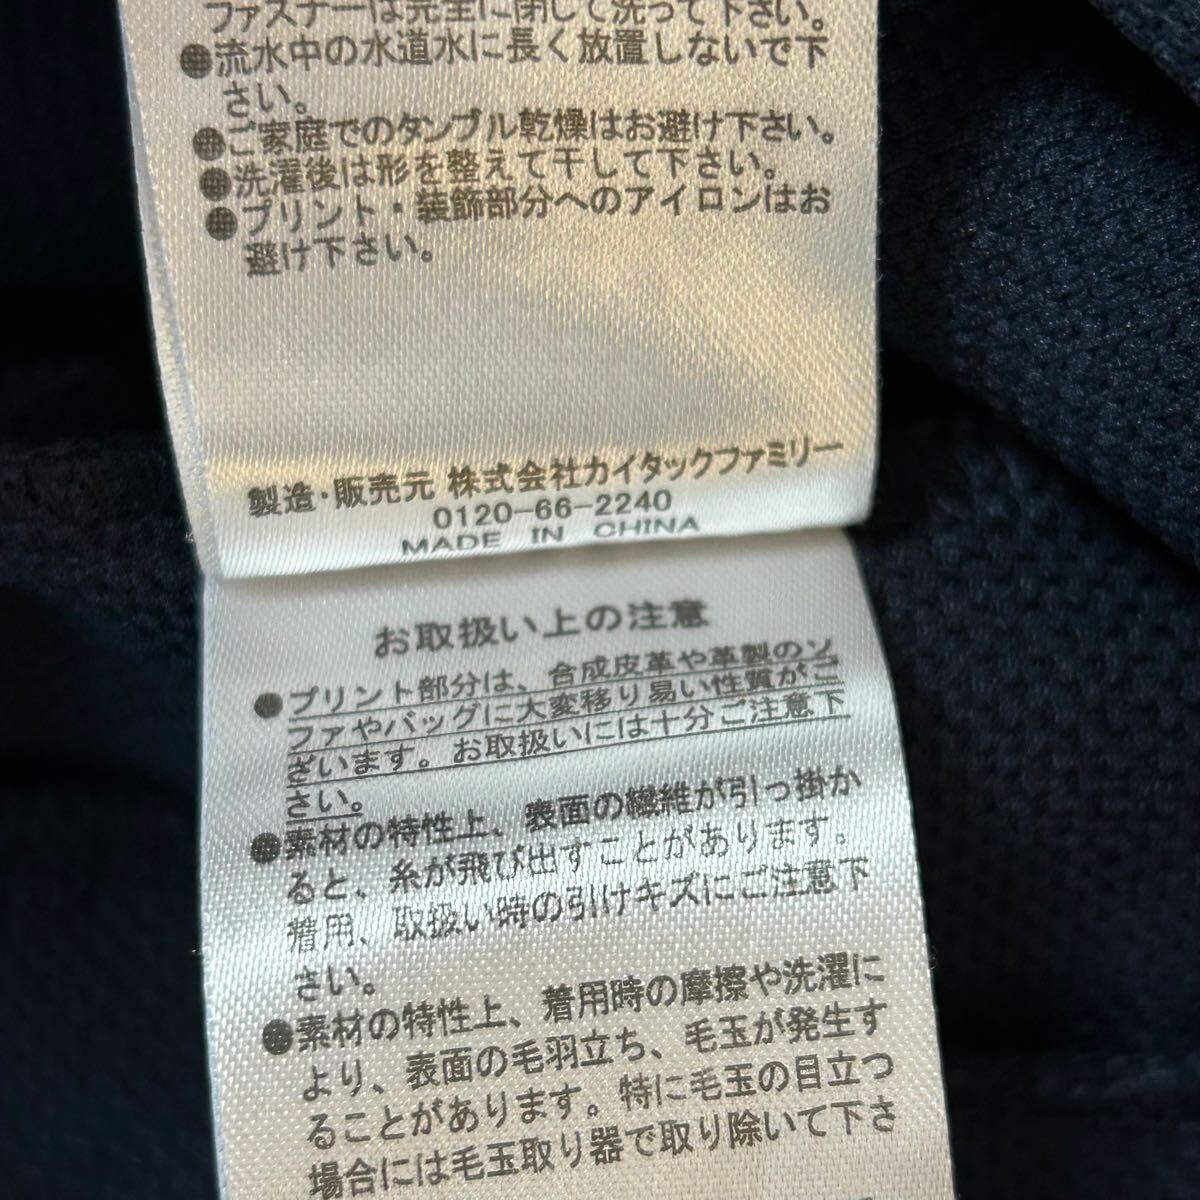 ファスナーは完全に閉じて洗って下さい。
●流水中の水道水に長く放置しないで下
さい。
●ご家庭でのタンブル乾燥はお避け下さい。
●洗濯後は形を整えて干して下さい。
●プリント・装飾部分へのアイロンはお
避け下さい。
製造・販売元 株式会社カイタックファミリー
0120-66-2240
MADE IN CHINA
お取扱い上の注意
●プリント部分は、合成皮革や革製のソ
ファやバッグに大変移り易い性質がご
ざいます。お取扱いには十分ご注意下
さい。
●素材の特性上、表面の繊維が引っ掛か
ると、糸が飛び出すことがあります。
着用、取扱い時の引けキズにご注意下
さい。
●素材の特性上、着用時の摩擦や洗濯に
より、表面の毛羽立ち、毛玉が発生す
ることがあります。特に毛玉の目立つ
場合には毛玉取り器で取り除いて下さ